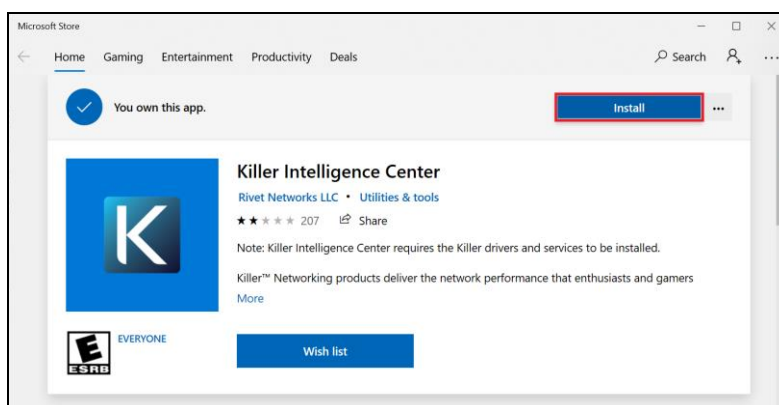 Microsoft Store
Home Gaming Entertainment Productivity Deals Search
You own this app. Install
Killer Intelligence Center
Rivet Networks LLC • Utilities & tools
207 Share
Note: Killer Intelligence Center requires the Killer drivers and services to be installed.
Killer™ Networking products deliver the network performance that enthusiasts and gamers
More
K
E
ESRB
EVERYONE
Wish list